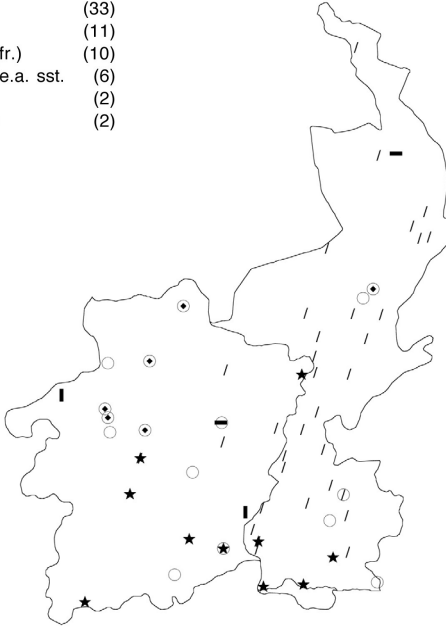 (33)
(11)
fr.) (10)
e.a. sst. (6)
(2)
(2)